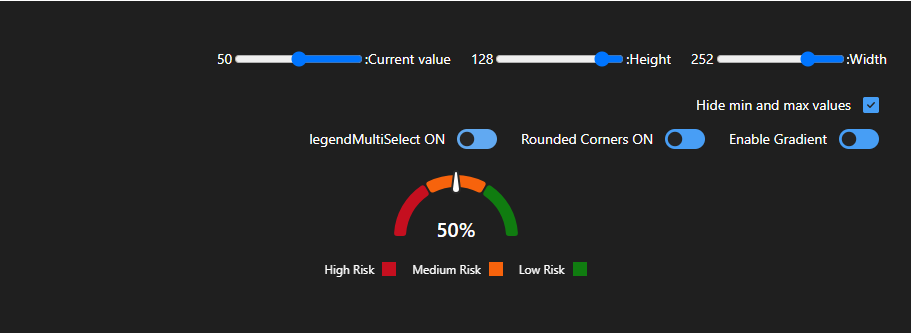 50 :Current value 128 :Height 252 :Width
Hide min and max values
legendMultiSelect ON Rounded Corners ON Enable Gradient
50%
High Risk Medium Risk Low Risk